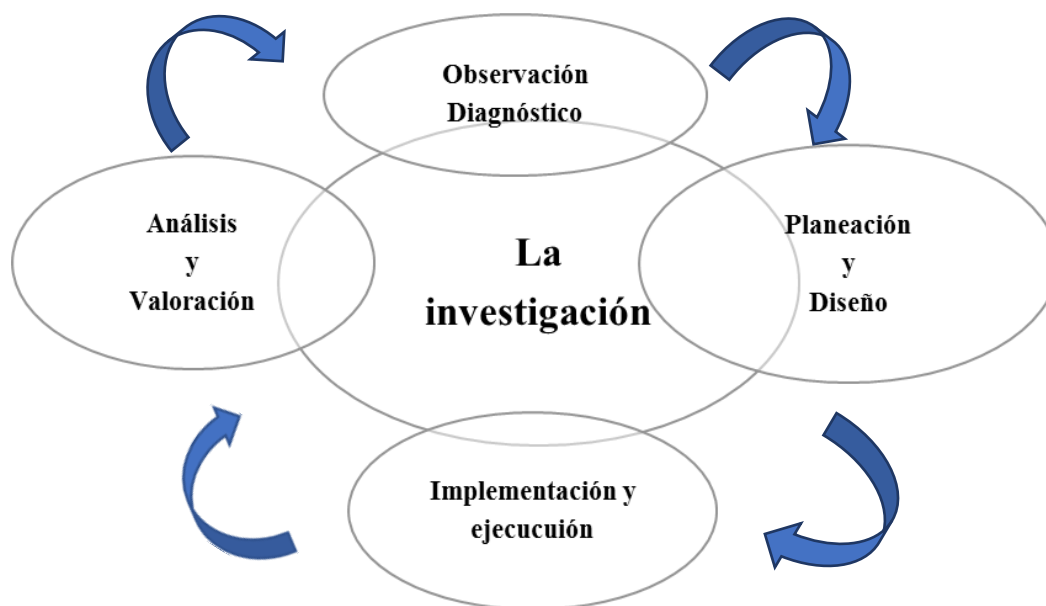 Observación
Diagnóstico
Análisis
y
Valoración
La
investigación
Planeación
y
Diseño
Implementación y
ejecucuión